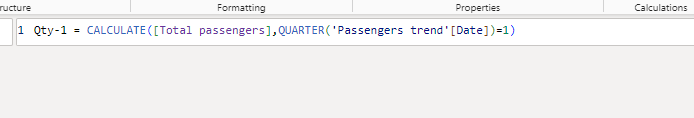 ructure Formatting Properties Calculations
1 Qty-1 = CALCULATE([Total passengers],QUARTER('Passengers trend'[Date])=1)